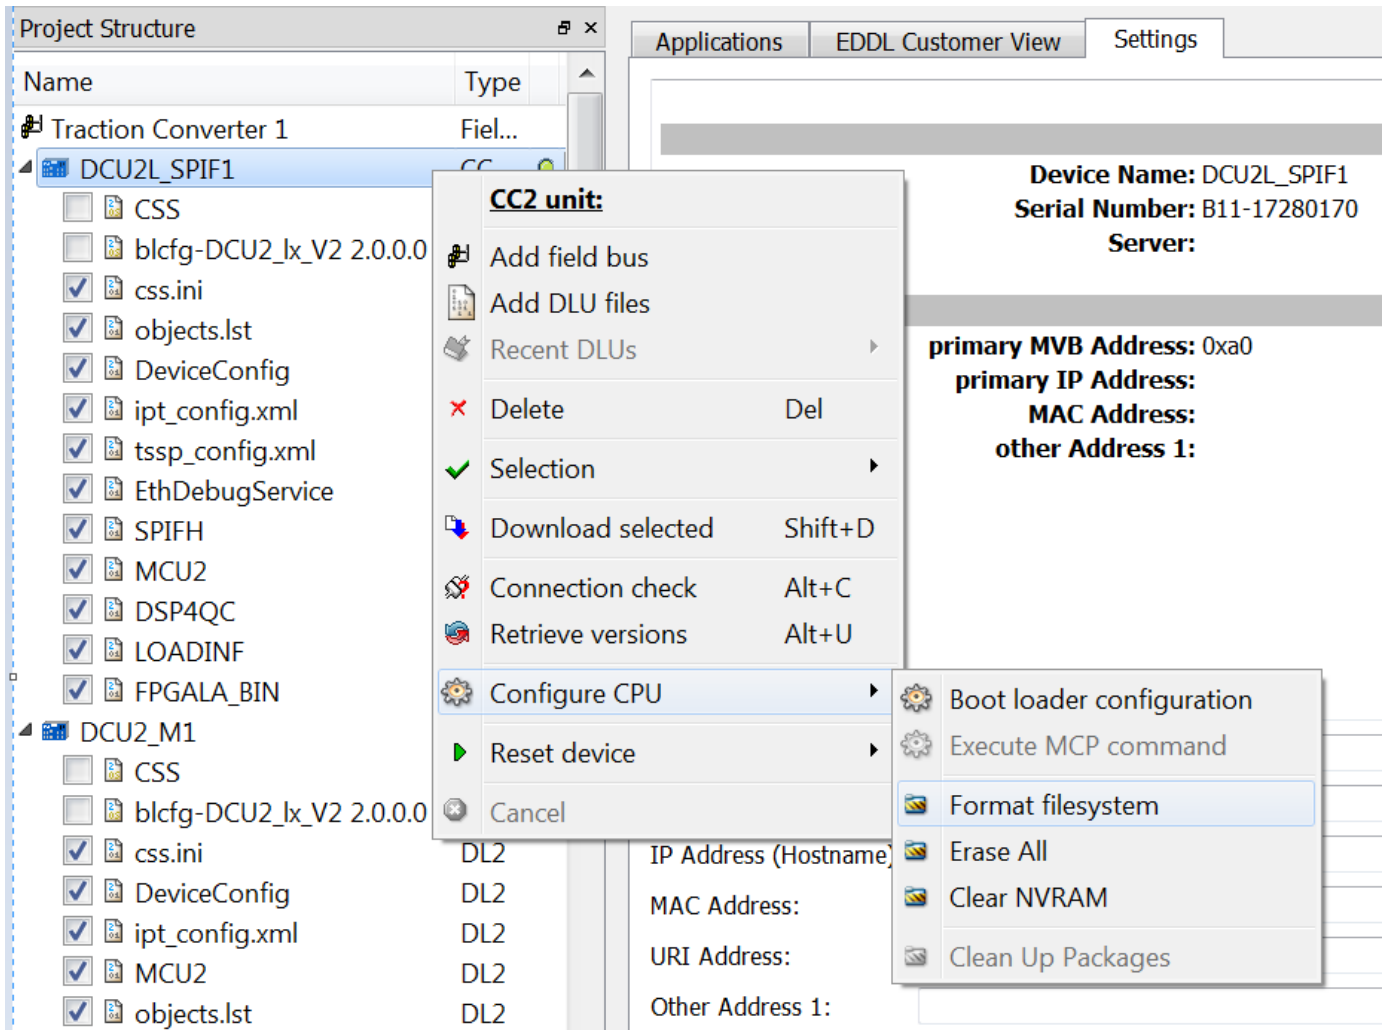 Project Structure
Name Type
Traction Converter 1 Fiel...
DCU2L_SPIF1
CSS
blcfg-DCU2_lx_V2 2.0.0.0
css.ini
objects.lst
DeviceConfig
ipt_config.xml
tssp_config.xml
EthDebugService
SPIFH
MCU2
DSP4QC
LOADINF
FPGALA_BIN
DCU2_M1
CSS
blcfg-DCU2_lx_V2 2.0.0.0
css.ini DL2
DeviceConfig DL2
ipt_config.xml DL2
MCU2 DL2
objects.lst DL2
CC2 unit:
Add field bus
Add DLU files
Recent DLUs
Delete Del
Selection
Download selected Shift+D
Connection check Alt+C
Retrieve versions Alt+U
Configure CPU
Reset device
Cancel
Boot loader configuration
Execute MCP command
Format filesystem
Erase All
Clear NVRAM
Clean Up Packages
Applications EDDL Customer View Settings
Device Name: DCU2L_SPIF1
Serial Number: B11-17280170
Server:
primary MVB Address: 0xa0
primary IP Address:
MAC Address:
other Address 1:
IP Address (Hostname)
MAC Address:
URI Address:
Other Address 1: